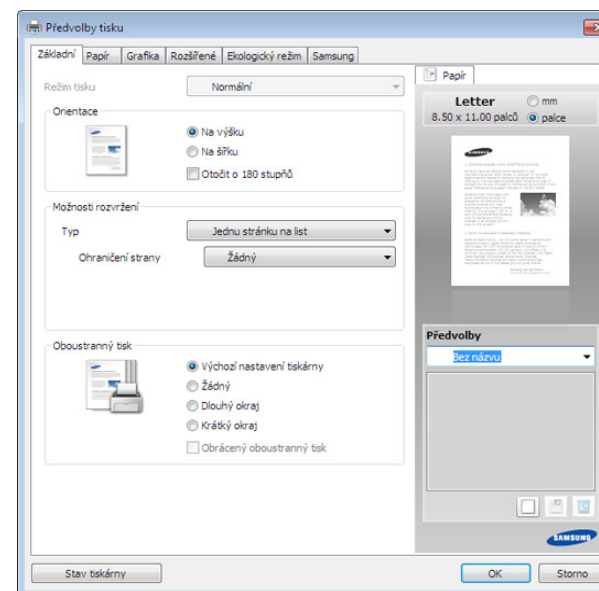 Předvolby tisku
Základní Papír Grafika Rozšířené Ekologický režim Samsung
Režim tisku Normální
Orientace
Na výšku
Na šířku
Otočit o 180 stupňů
Možnosti rozvržení
Typ Jednu stránku na list
Ohraničení strany Žádný
Oboustranný tisk
Výchozí nastavení tiskárny
Žádný
Dlouhý okraj
Krátký okraj
Obrácený oboustranný tisk
Papír
Letter mm
8.50 x 11.00 palců palce
Předvolby
Bez názvu
SAMSUNG
Stav tiskárny OK Storno